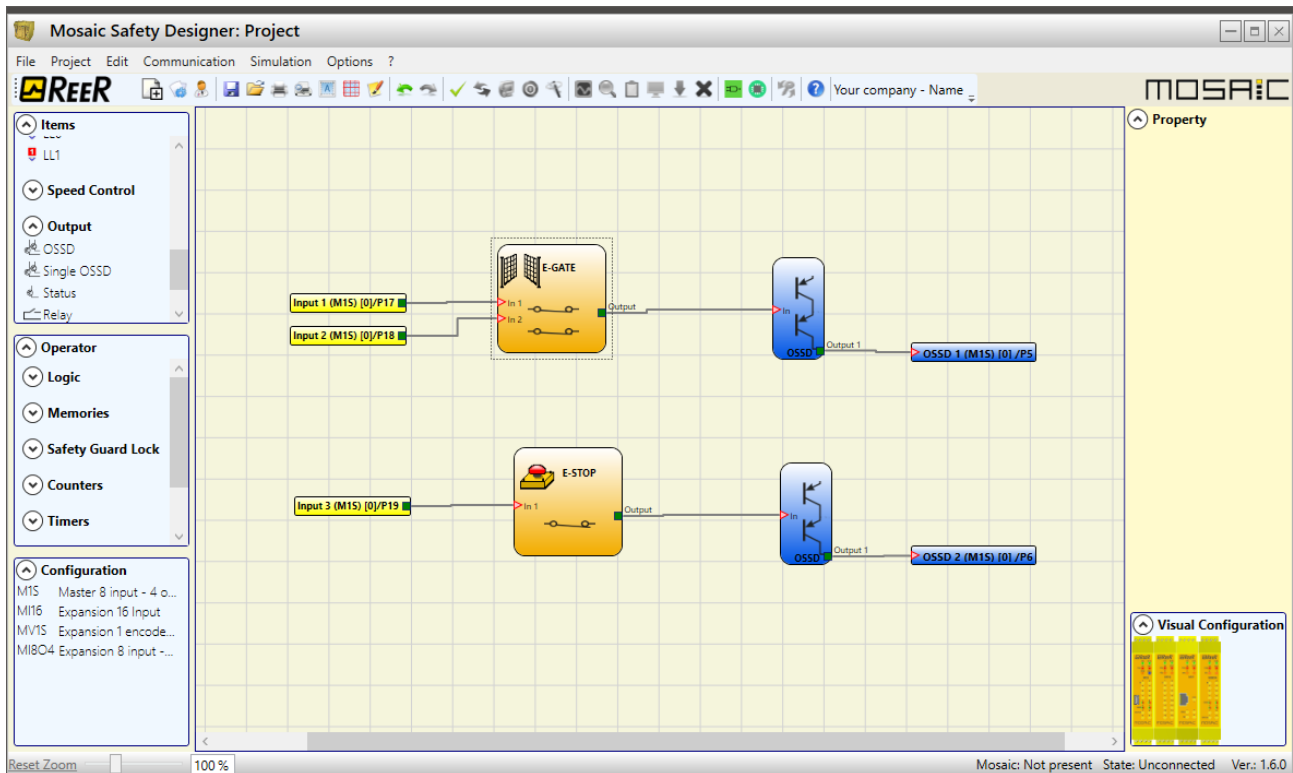 Mosaic Safety Designer: Project
File Project Edit Communication Simulation Options ?
REER
Your company - Name
MOSAIC
Items
LL1
Speed Control
Output
OSSD
Single OSSD
Status
Relay
Operator
Logic
Memories
Safety Guard Lock
Counters
Timers
Configuration
M1S Master 8 input - 4 o...
MI16 Expansion 16 Input
MV1S Expansion 1 encode...
MI8O4 Expansion 8 input -...
Input 1 (M1S) [0]/P17
Input 2 (M1S) [0]/P18
E-GATE
In 1
In 2
Output
In
OSSD
Output 1
OSSD 1 (M1S) [0] /P5
Input 3 (M1S) [0]/P19
E-STOP
In 1
Output
In
OSSD
Output 1
OSSD 2 (M1S) [0] /P6
Property
Visual Configuration
Reset Zoom
100 %
Mosaic: Not present State: Unconnected Ver.: 1.6.0